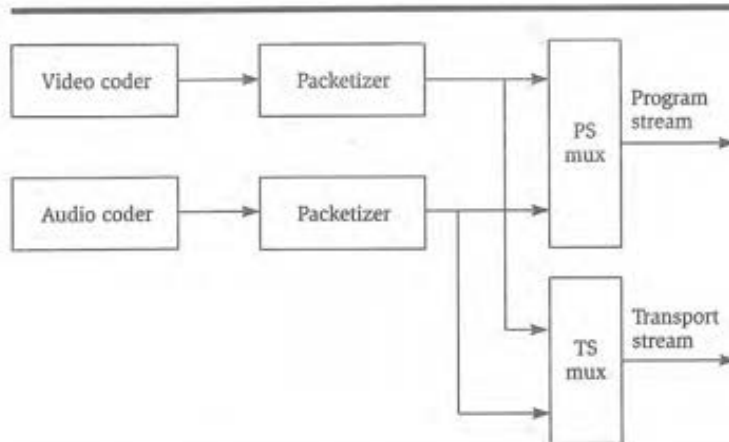 Video coder
Packetizer
PS
mux
Program
stream
Audio coder
Packetizer
TS
mux
Transport
stream